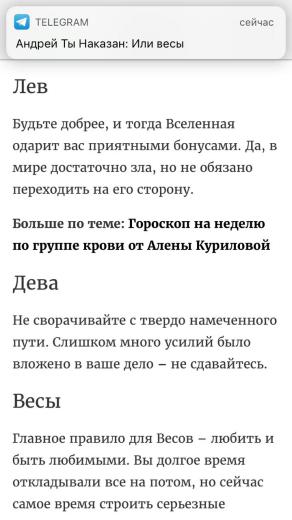 TELEGRAM сейчас
Андрей Ты Наказан: Или весы
Лев
Будьте добрее, и тогда Вселенная
одарит вас приятными бонусами. Да, в
мире достаточно зла, но не обязано
переходить на его сторону.
Больше по теме: Гороскоп на неделю
по группе крови от Алены Куриловой
Дева
Не сворачивайте с твердо намеченного
пути. Слишком много усилий было
вложено в ваше дело – не сдавайтесь.
Весы
Главное правило для Весов – любить и
быть любимыми. Вы долгое время
откладывали все на потом, но сейчас
самое время строить серьезные